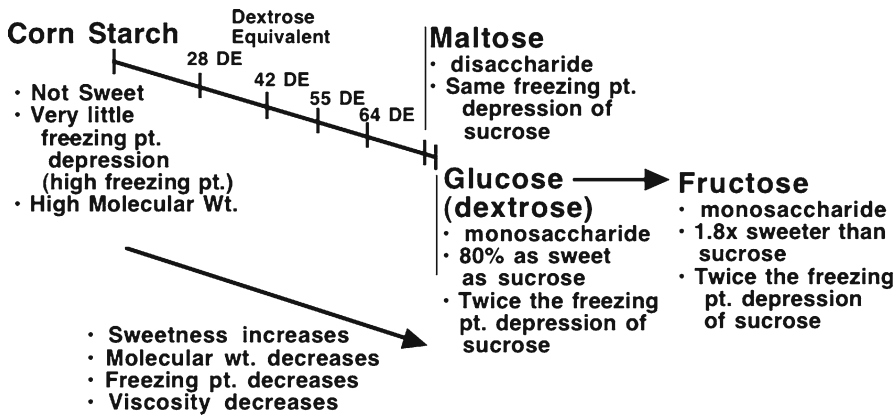 Corn Starch
Dextrose
Equivalent
28 DE
42 DE
55 DE
64 DE
· Not Sweet
· Very little
freezing pt.
depression
(high freezing pt.)
· High Molecular Wt.
Maltose
· disaccharide
· Same freezing pt.
depression of
sucrose
Glucose
(dextrose)
· monosaccharide
· 80% as sweet
as sucrose
· Twice the freezing
pt. depression of
sucrose
Fructose
· monosaccharide
· 1.8x sweeter than
sucrose
· Twice the freezing
pt. depression
of sucrose
· Sweetness increases
· Molecular wt. decreases
· Freezing pt. decreases
· Viscosity decreases